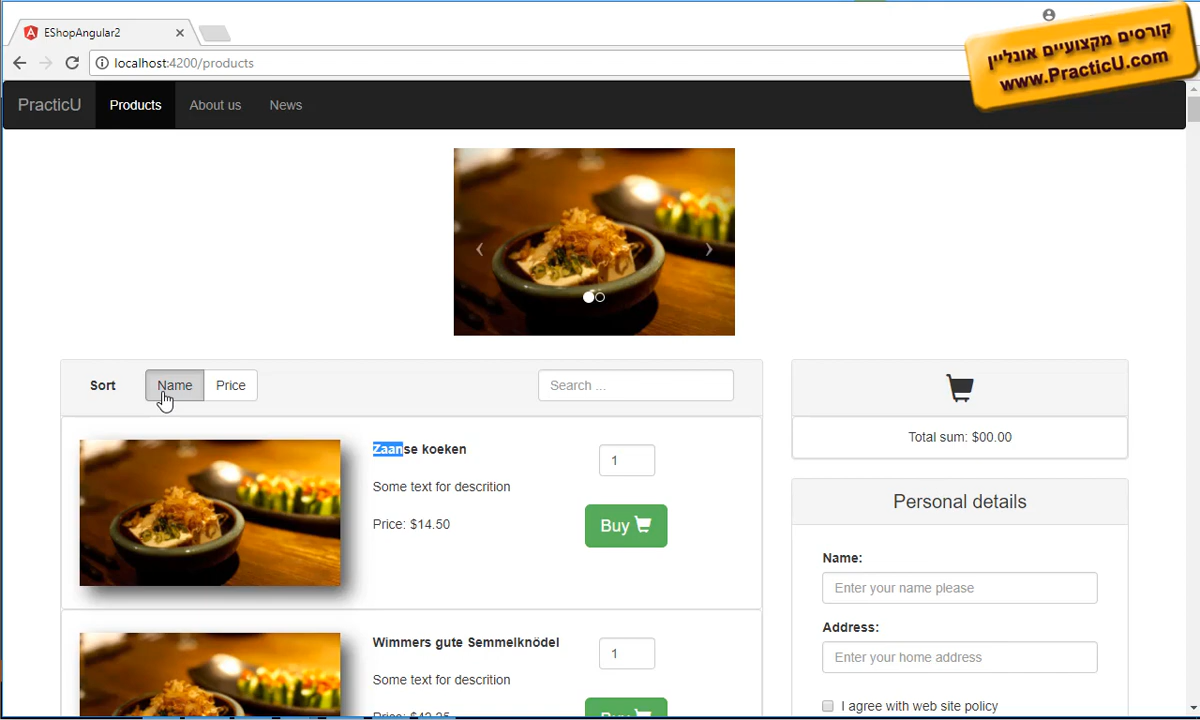 EShopAngular2
localhost:4200/products
קורסים מקצועיים אונליין
www.PracticU.com
PracticU Products About us News
Sort Name Price Search ...
Zaanse koeken
1
Some text for descrition
Price: $14.50
Buy
Wimmers gute Semmelknödel
1
Some text for descrition
Total sum: $00.00
Personal details
Name:
Enter your name please
Address:
Enter your home address
I agree with web site policy